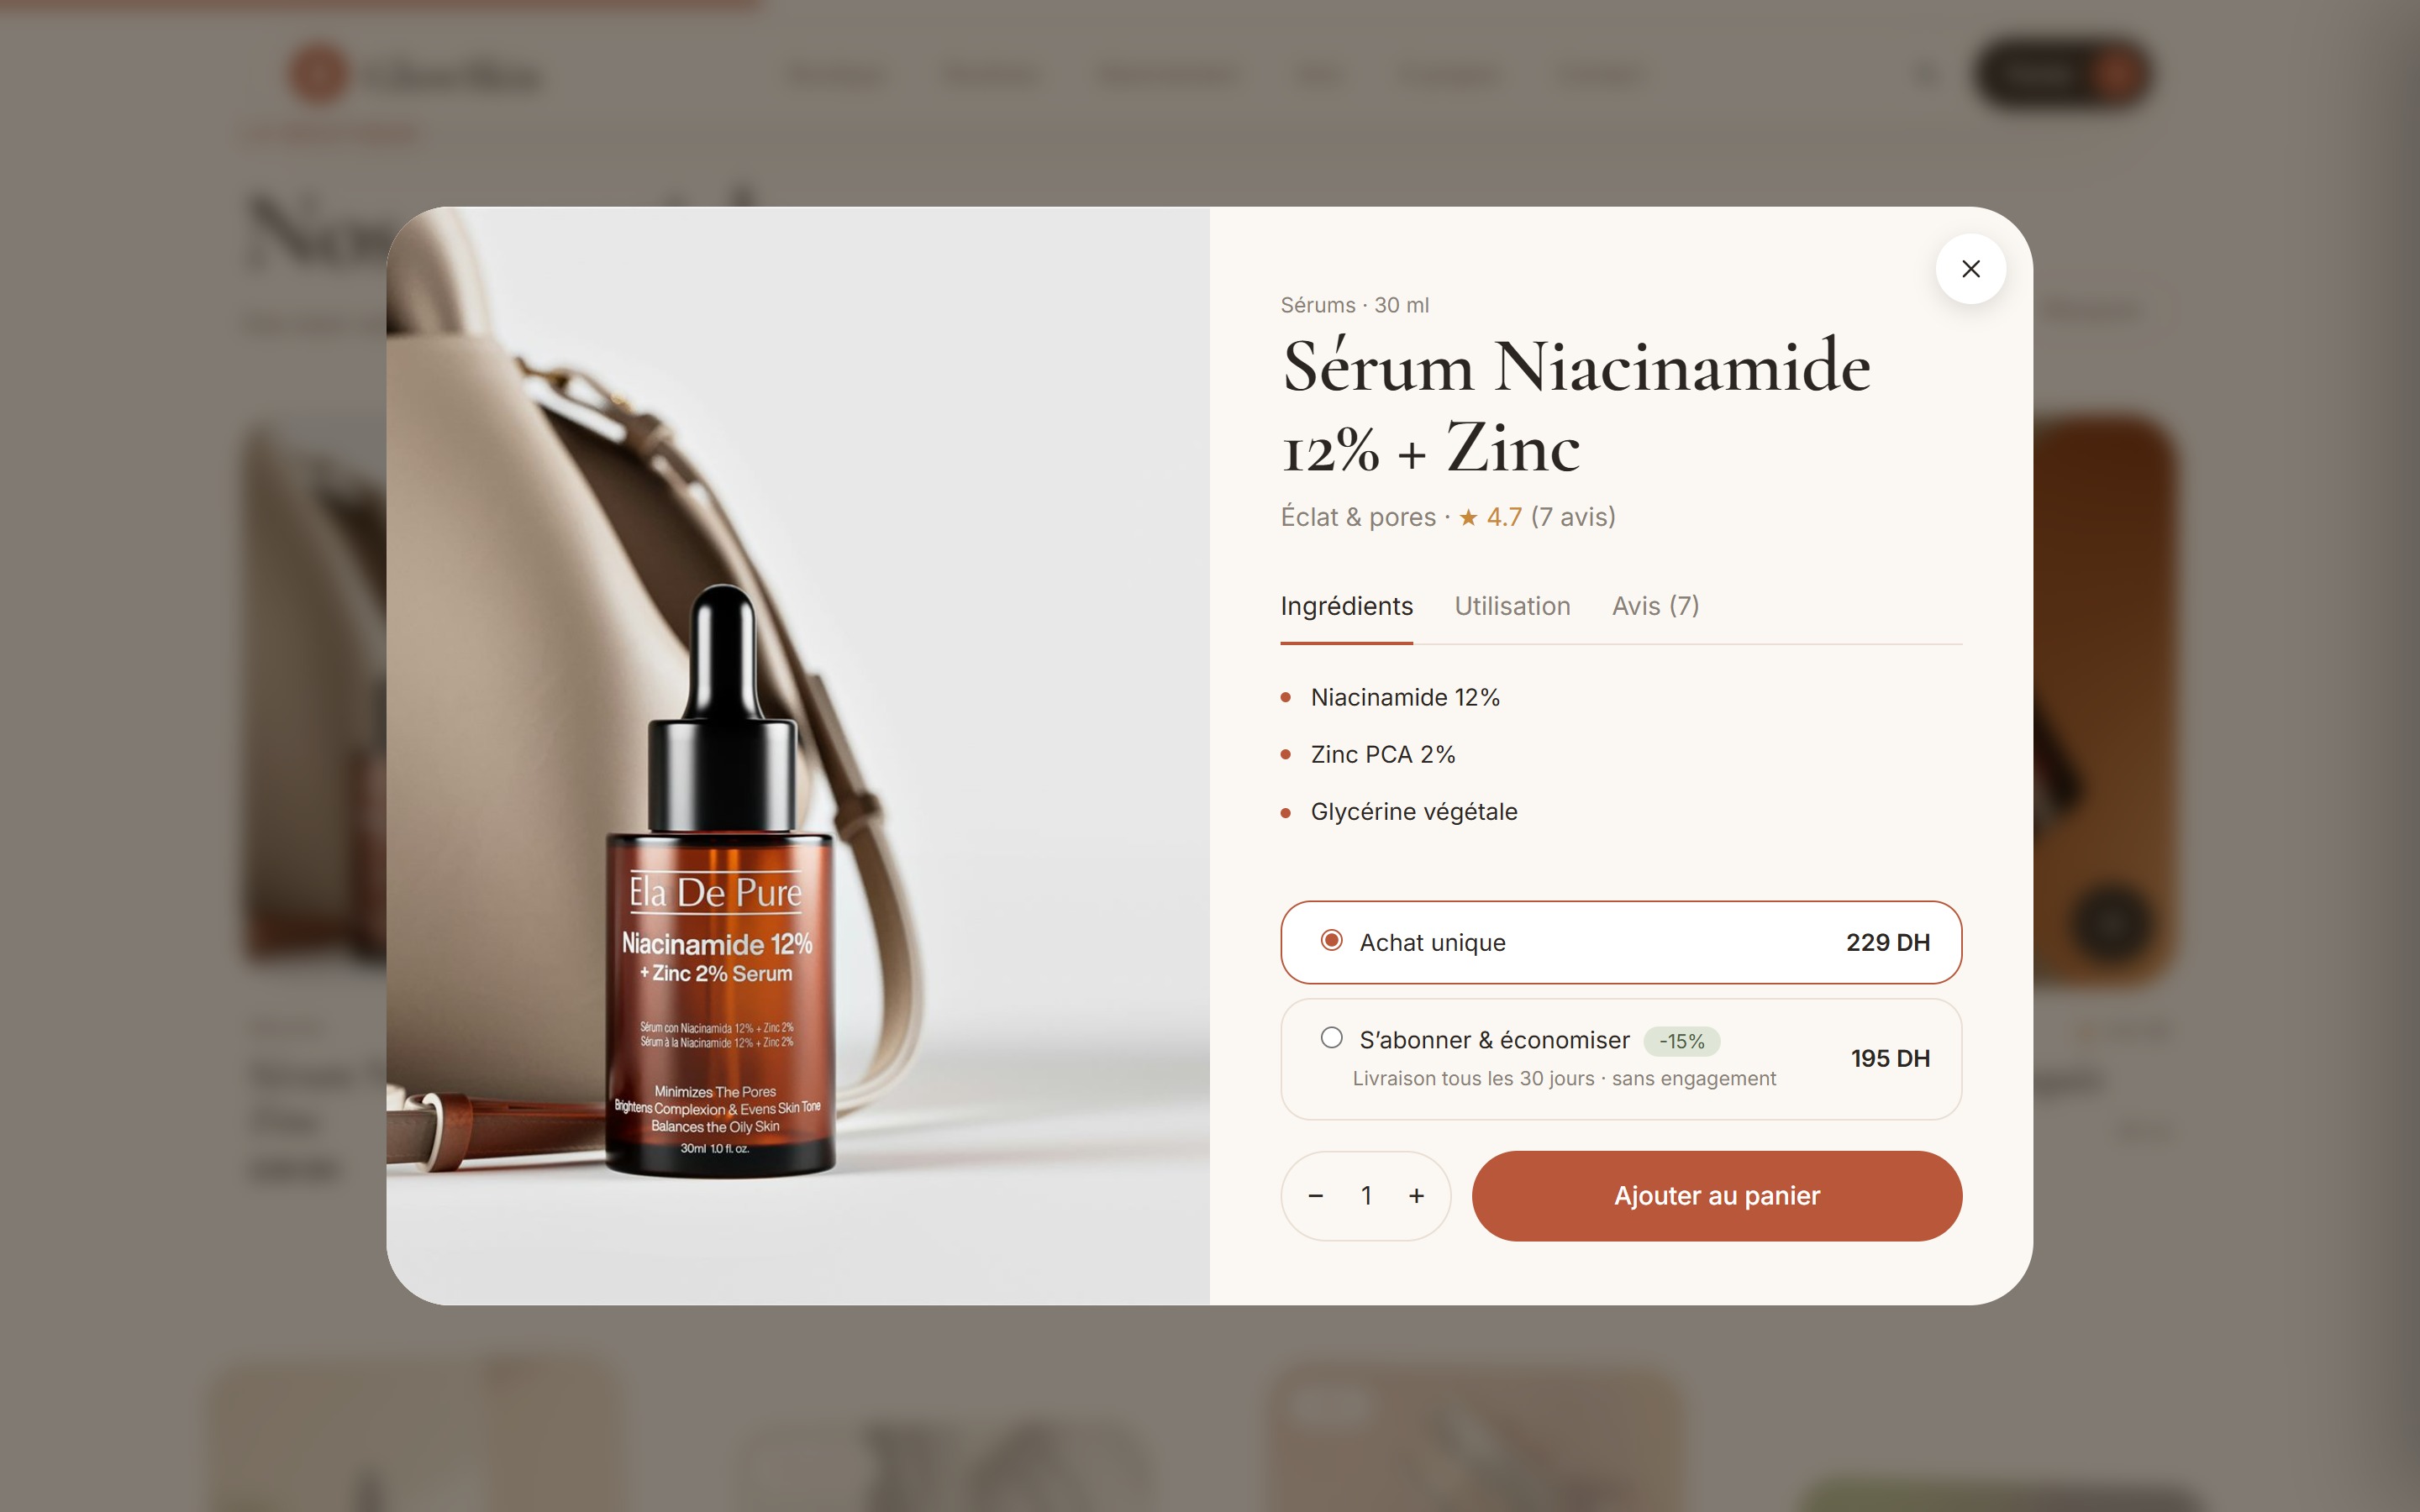 Sérums · 30 ml
Sérum Niacinamide
12% + Zinc
Éclat & pores · ★ 4.7 (7 avis)
Ingrédients Utilisation Avis (7)
Niacinamide 12%
Zinc PCA 2%
Glycérine végétale
Achat unique 229 DH
S’abonner & économiser -15%
Livraison tous les 30 jours · sans engagement
195 DH
− 1 + Ajouter au panier
Ela De Pure
Niacinamide 12%
+ Zinc 2% Serum
Sérum con Niacinamida 12% + Zinc 2%
Sérum à la Niacinamide 12% + Zinc 2%
Minimizes The Pores
Brightens Complexion & Evens Skin Tone
Balances the Oily Skin
30ml 1.0 fl. oz.
GlowSkin